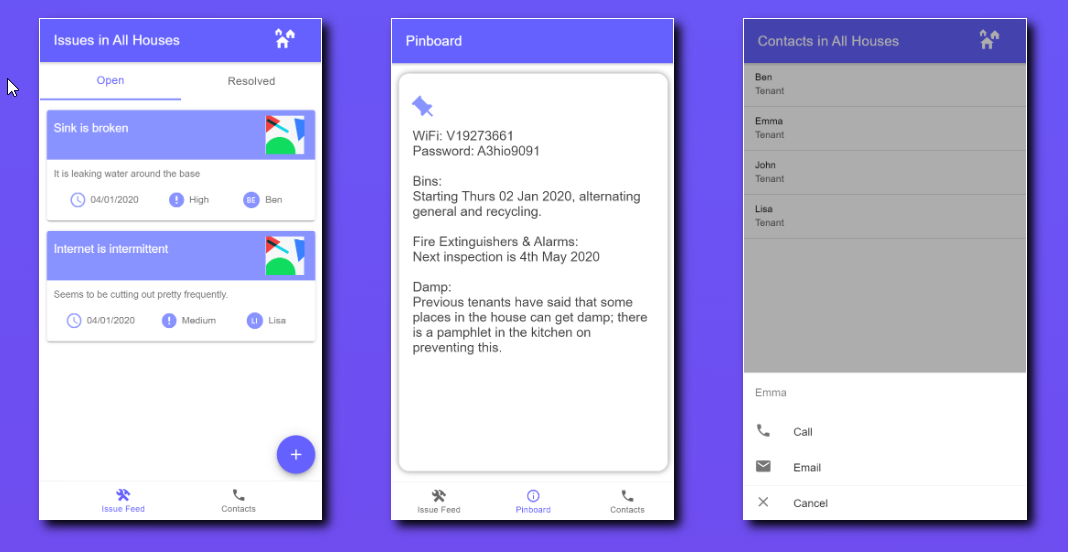 Issues in All Houses
Open
Resolved
Sink is broken
It is leaking water around the base
04/01/2020
High
BE
Ben
Internet is intermittent
Seems to be cutting out pretty frequently.
04/01/2020
Medium
LI
Lisa
+
Issue Feed
Contacts
Pinboard
WiFi: V19273661
Password: A3hio9091
Bins:
Starting Thurs 02 Jan 2020, alternating
general and recycling.
Fire Extinguishers & Alarms:
Next inspection is 4th May 2020
Damp:
Previous tenants have said that some
places in the house can get damp; there
is a pamphlet in the kitchen on
preventing this.
Issue Feed
Pinboard
Contacts
Contacts in All Houses
Ben
Tenant
Emma
Tenant
John
Tenant
Lisa
Tenant
Emma
Call
Email
Cancel